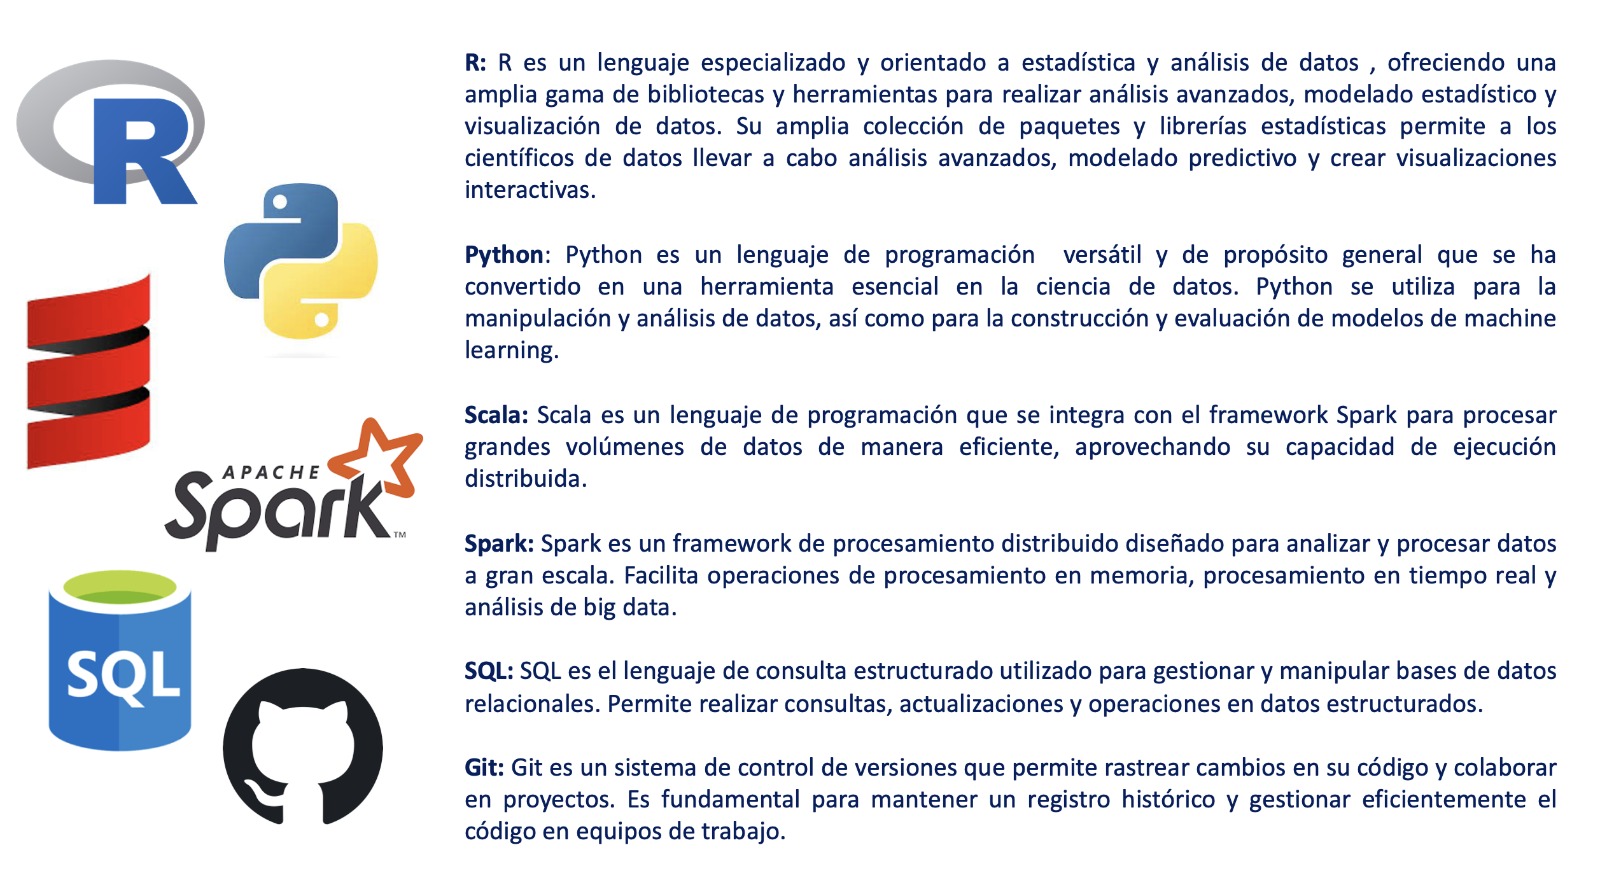 R
R: R es un lenguaje especializado y orientado a estadística y análisis de datos , ofreciendo una
amplia gama de bibliotecas y herramientas para realizar análisis avanzados, modelado estadístico y
visualización de datos. Su amplia colección de paquetes y librerías estadísticas permite a los
científicos de datos llevar a cabo análisis avanzados, modelado predictivo y crear visualizaciones
interactivas.
Python: Python es un lenguaje de programación versátil y de propósito general que se ha
convertido en una herramienta esencial en la ciencia de datos. Python se utiliza para la
manipulación y análisis de datos, así como para la construcción y evaluación de modelos de machine
learning.
Scala: Scala es un lenguaje de programación que se integra con el framework Spark para procesar
grandes volúmenes de datos de manera eficiente, aprovechando su capacidad de ejecución
distribuida.
APACHE
Spark™
Spark: Spark es un framework de procesamiento distribuido diseñado para analizar y procesar datos
a gran escala. Facilita operaciones de procesamiento en memoria, procesamiento en tiempo real y
análisis de big data.
SQL
SQL: SQL es el lenguaje de consulta estructurado utilizado para gestionar y manipular bases de datos
relacionales. Permite realizar consultas, actualizaciones y operaciones en datos estructurados.
Git: Git es un sistema de control de versiones que permite rastrear cambios en su código y colaborar
en proyectos. Es fundamental para mantener un registro histórico y gestionar eficientemente el
código en equipos de trabajo.